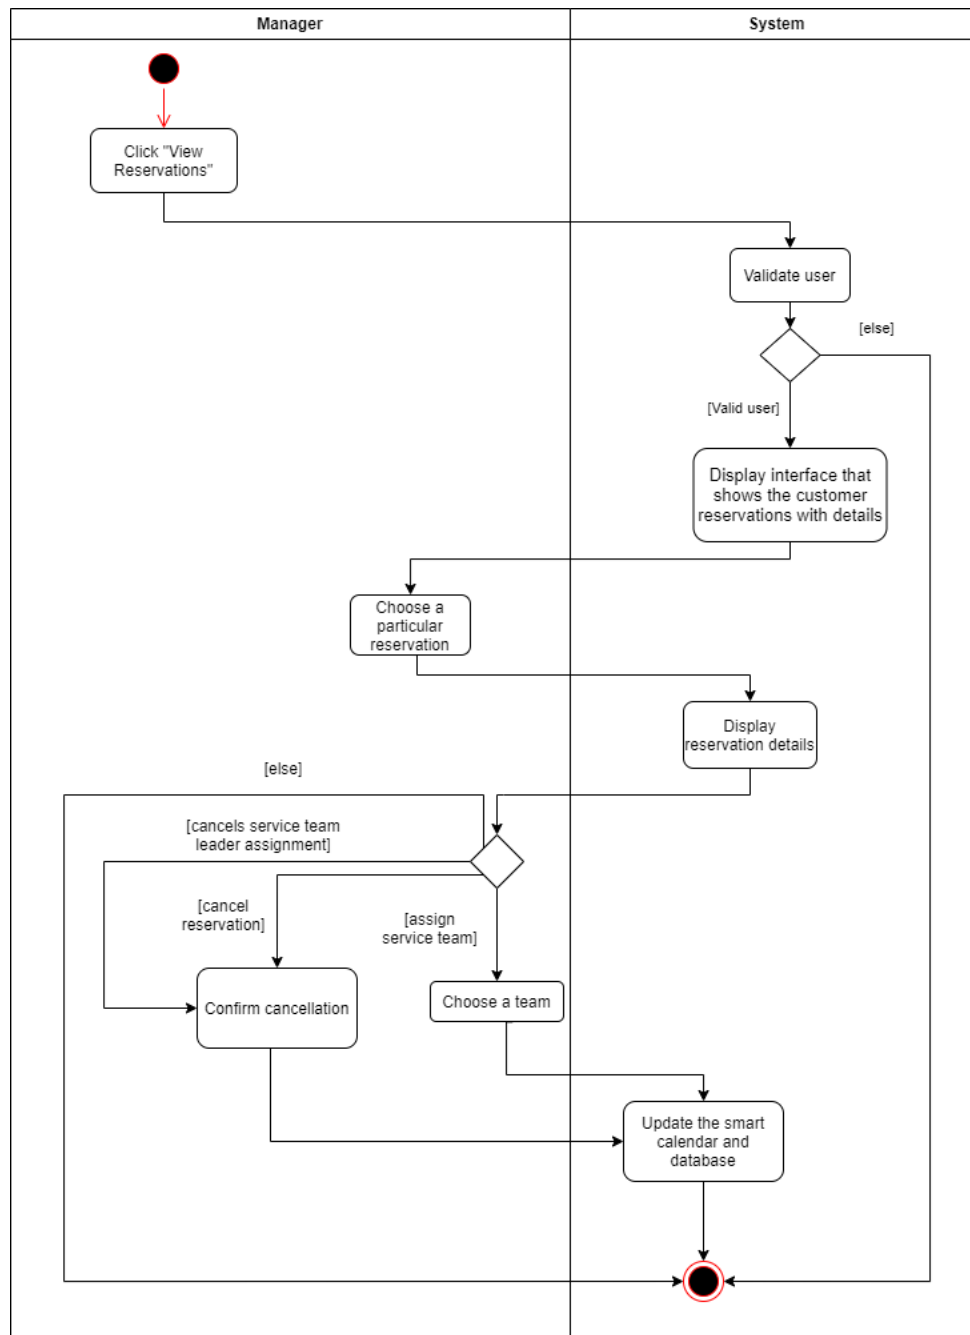 Manager
System
Click "View
Reservations"
Validate user
[else]
[Valid user]
Display interface that
shows the customer
reservations with details
Choose a
particular
reservation
Display
reservation details
[else]
[cancels service team
leader assignment]
[cancel
reservation]
[assign
service team]
Confirm cancellation
Choose a team
Update the smart
calendar and
database